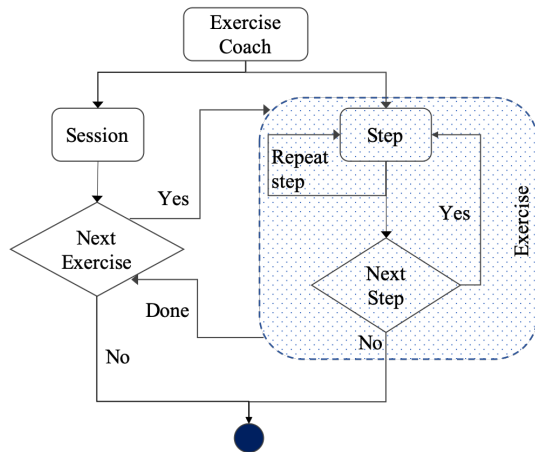 Exercise
Coach
Session
Step
Repeat
step
Yes
Yes
Exercise
Next
Exercise
Next
Step
Done
No
No